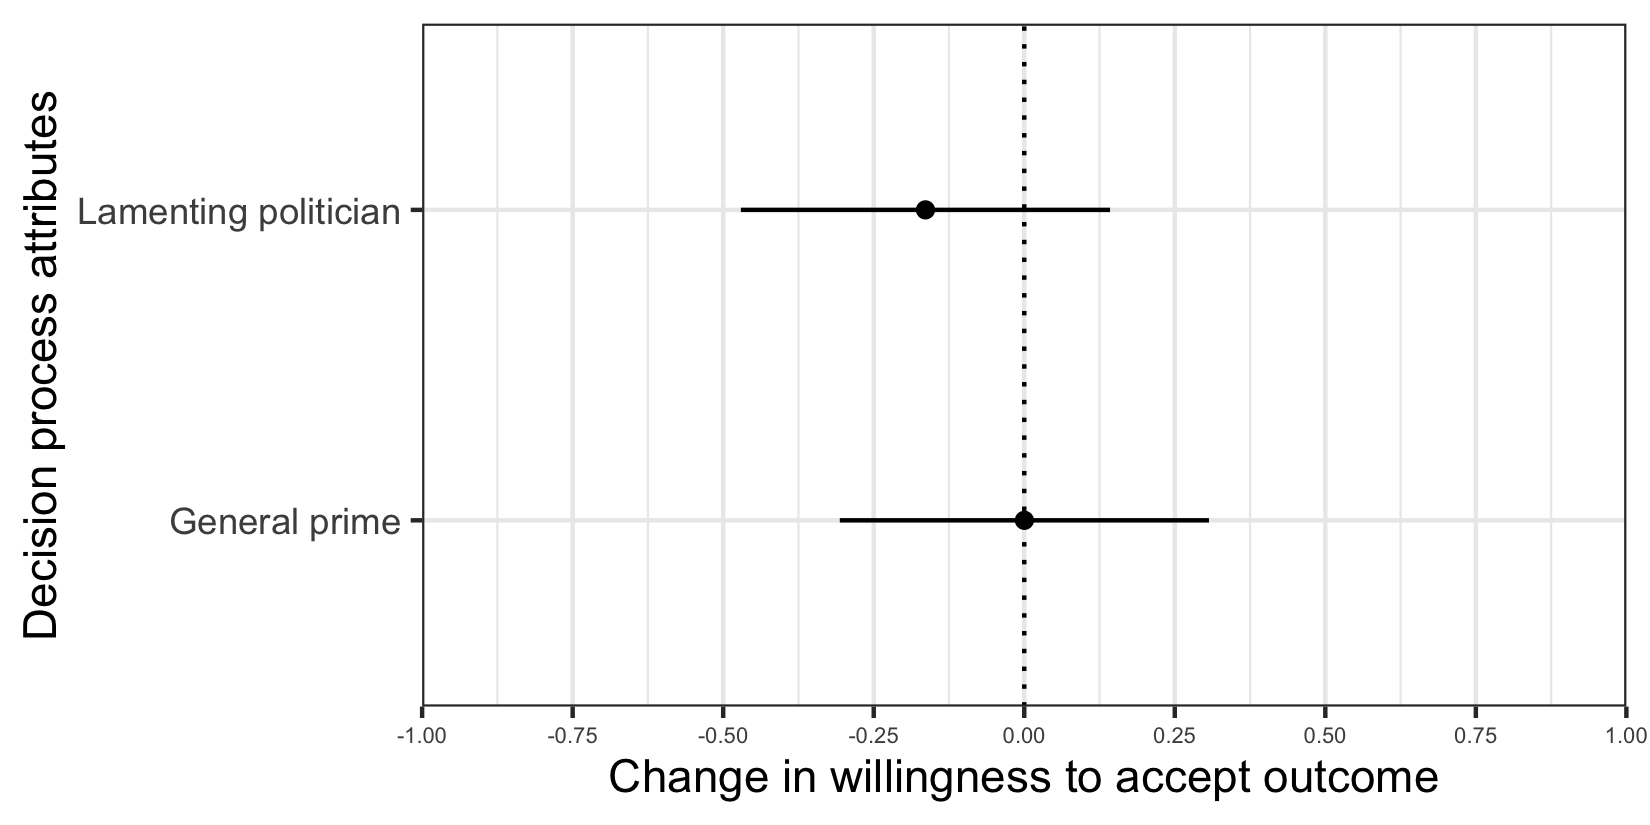 Decision process attributes
Lamenting politician
General prime
-1.00 -0.75 -0.50 -0.25 0.00 0.25 0.50 0.75 1.00
Change in willingness to accept outcome